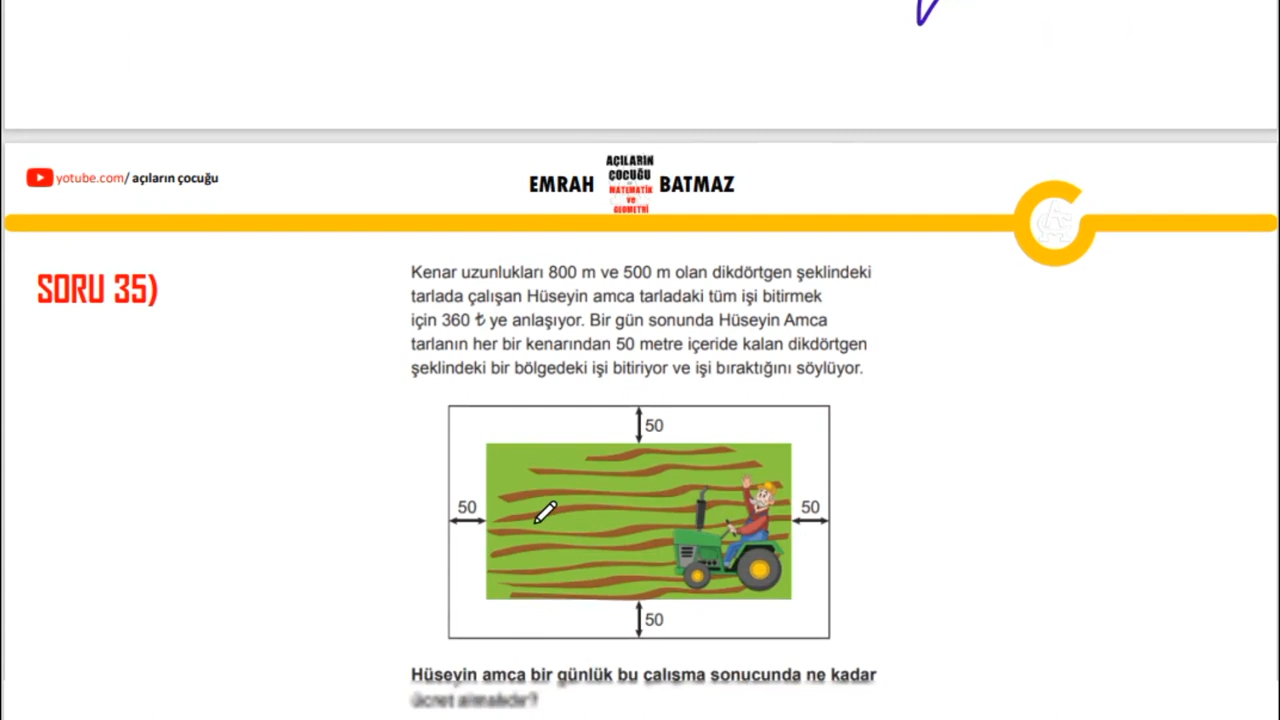 yotube.com/ açıların çocuğu
EMRAH
AÇILARIN
ÇOCUĞU
MATEMATİK
ve
GEOMETRİ
BATMAZ
SORU 35)
Kenar uzunlukları 800 m ve 500 m olan dikdörtgen şeklindeki
tarlada çalışan Hüseyin amca tarladaki tüm işi bitirmek
için 360 ₺ ye anlaşıyor. Bir gün sonunda Hüseyin Amca
tarlanın her bir kenarından 50 metre içeride kalan dikdörtgen
şeklindeki bir bölgedeki işi bitiriyor ve işi bıraktığını söylüyor.
50
50
50
50
Hüseyin amca bir günlük bu çalışma sonucunda ne kadar
ücret almalıdır?